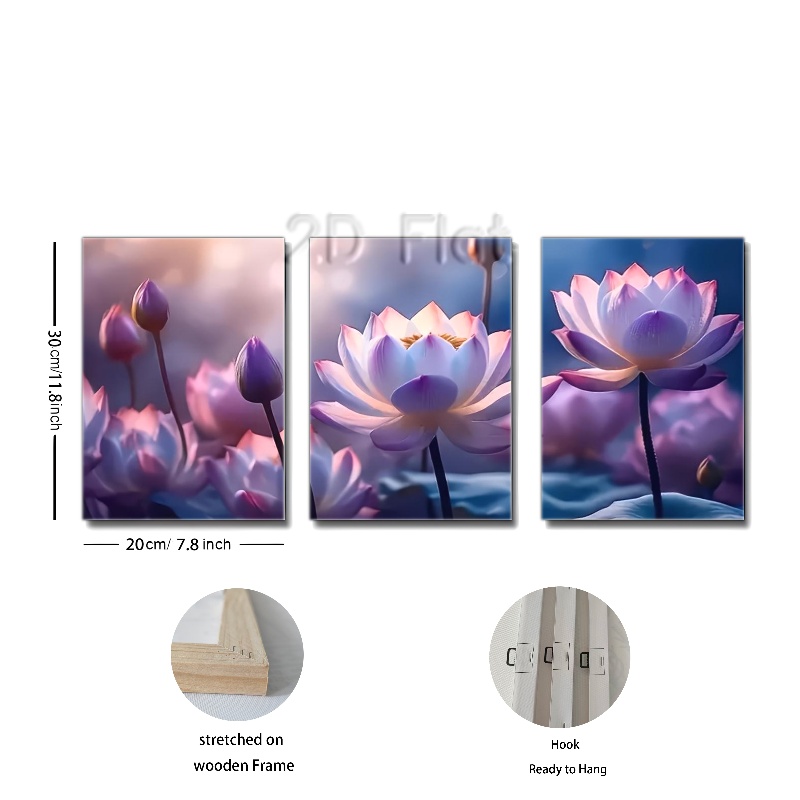 2D Flat
30cm/11.8inch
20cm/ 7.8 inch
stretched on
wooden Frame
Hook
Ready to Hang